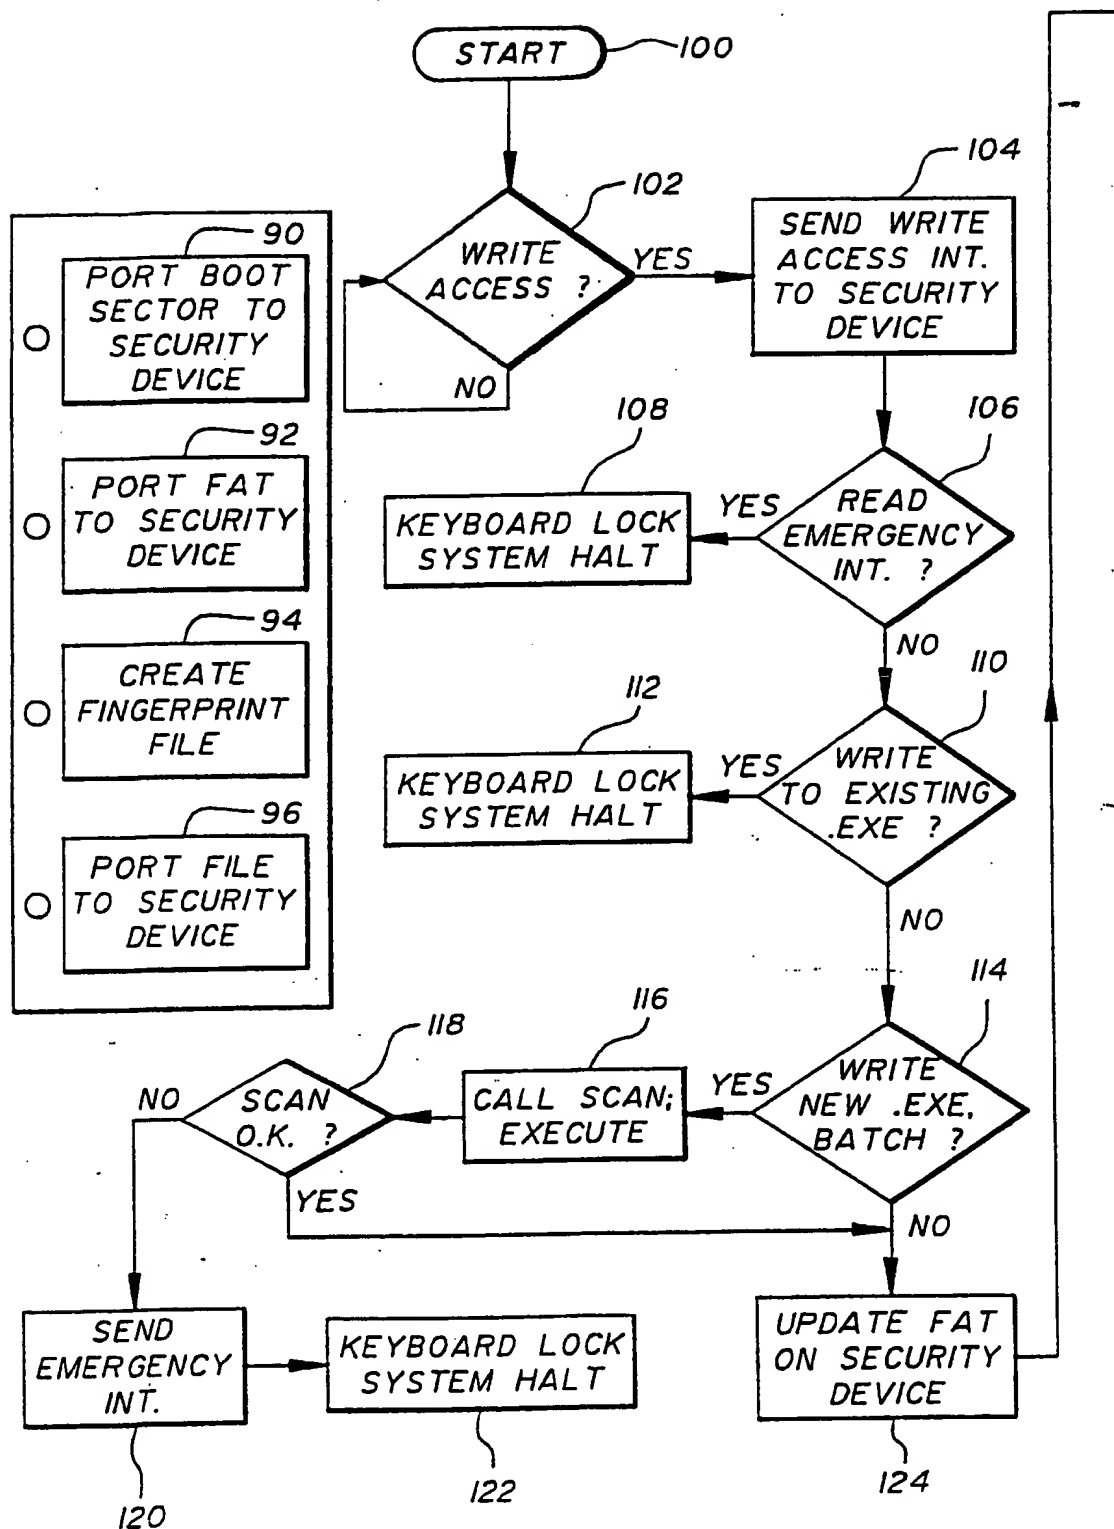 START
100
102
WRITE
ACCESS ?
YES
NO
104
SEND WRITE
ACCESS INT.
TO SECURITY
DEVICE
90
PORT BOOT
SECTOR TO
SECURITY
DEVICE
92
PORT FAT
TO SECURITY
DEVICE
94
CREATE
FINGERPRINT
FILE
96
PORT FILE
TO SECURITY
DEVICE
106
READ
EMERGENCY
INT. ?
YES
NO
108
KEYBOARD LOCK
SYSTEM HALT
110
WRITE
TO EXISTING
.EXE ?
YES
NO
112
KEYBOARD LOCK
SYSTEM HALT
114
WRITE
NEW .EXE,
BATCH ?
YES
NO
116
CALL SCAN;
EXECUTE
118
SCAN
O.K. ?
NO
YES
SEND
EMERGENCY
INT.
120
KEYBOARD LOCK
SYSTEM HALT
122
UPDATE FAT
ON SECURITY
DEVICE
124